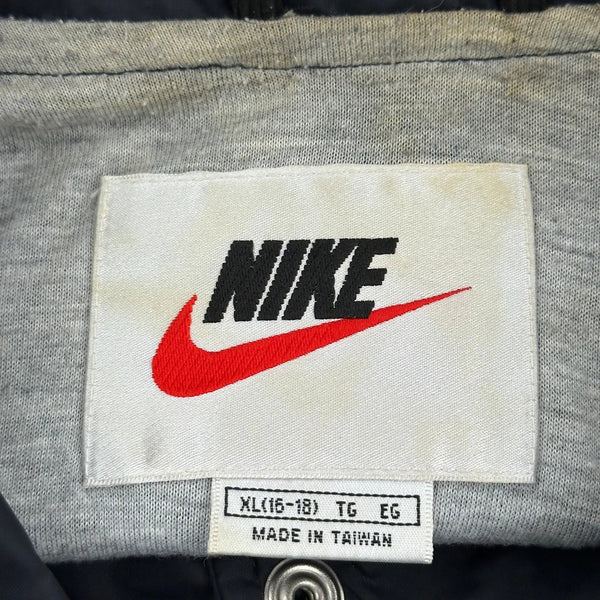 NIKE
XL(16-18) TG EG
MADE IN TAIWAN